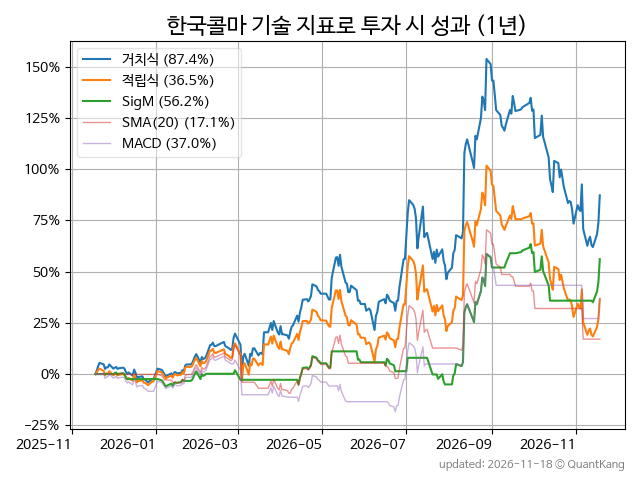 한국콜마 기술 지표로 투자 시 성과 (1년)
거치식 (87.4%)
적립식 (36.5%)
SigM (56.2%)
SMA(20) (17.1%)
MACD (37.0%)
150%
125%
100%
75%
50%
25%
0%
−25%
2025-11 2026-01 2026-03 2026-05 2026-07 2026-09 2026-11
updated: 2026-11-18 © QuantKang